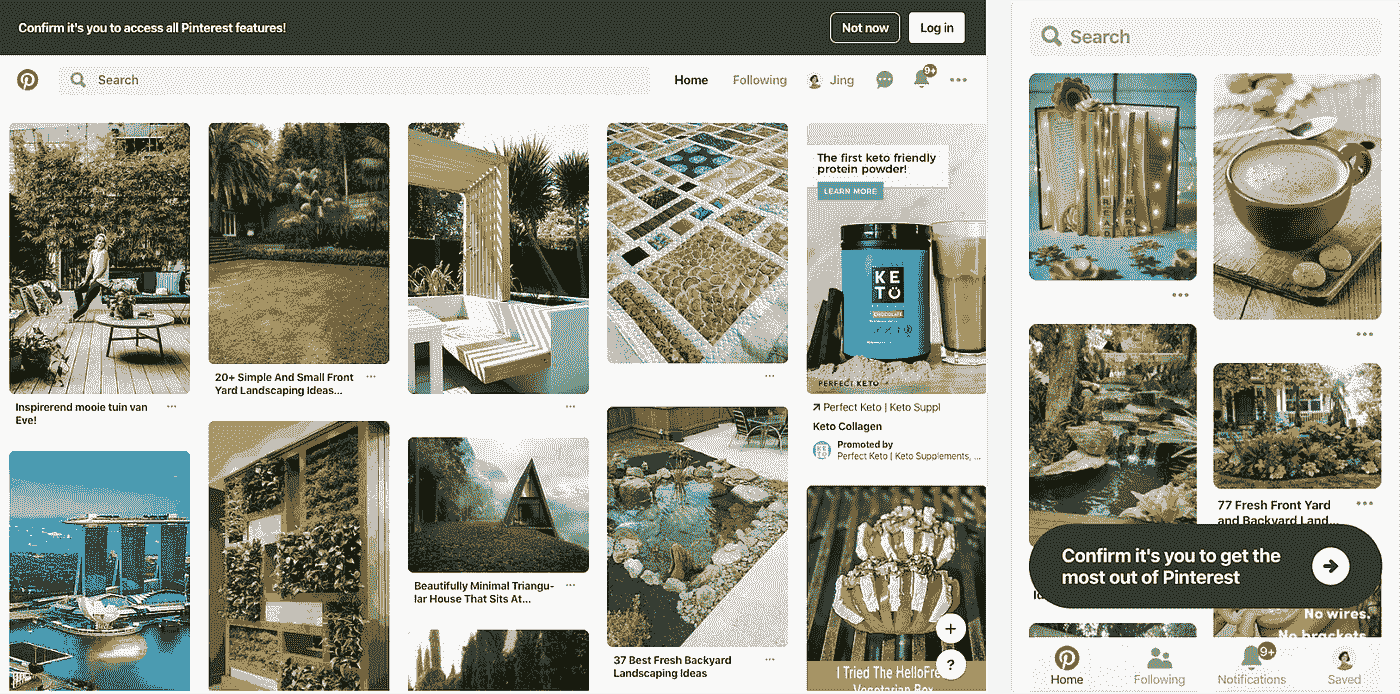 Confirm it's you to access all Pinterest features!
Not now
Log in
Search
Home
Following
Jing
9+
The first keto friendly
protein powder!
LEARN MORE
KE
TO
CHOCOLATE
PERFECT KETO
Inspirerend mooie tuin van
Eve!
20+ Simple And Small Front
Yard Landscaping Ideas...
Perfect Keto | Keto Suppl
Keto Collagen
Promoted by
Perfect Keto | Keto Supplements, ...
Beautifully Minimal Triangu-
lar House That Sits At...
37 Best Fresh Backyard
Landscaping Ideas
I Tried The HelloFre
Vegetarian Box
+
?
Search
77 Fresh Front Yard
and Backyard Land...
Confirm it's you to get the
most out of Pinterest
No wires.
No brackets.
Home
Following
9+
Notifications
Saved